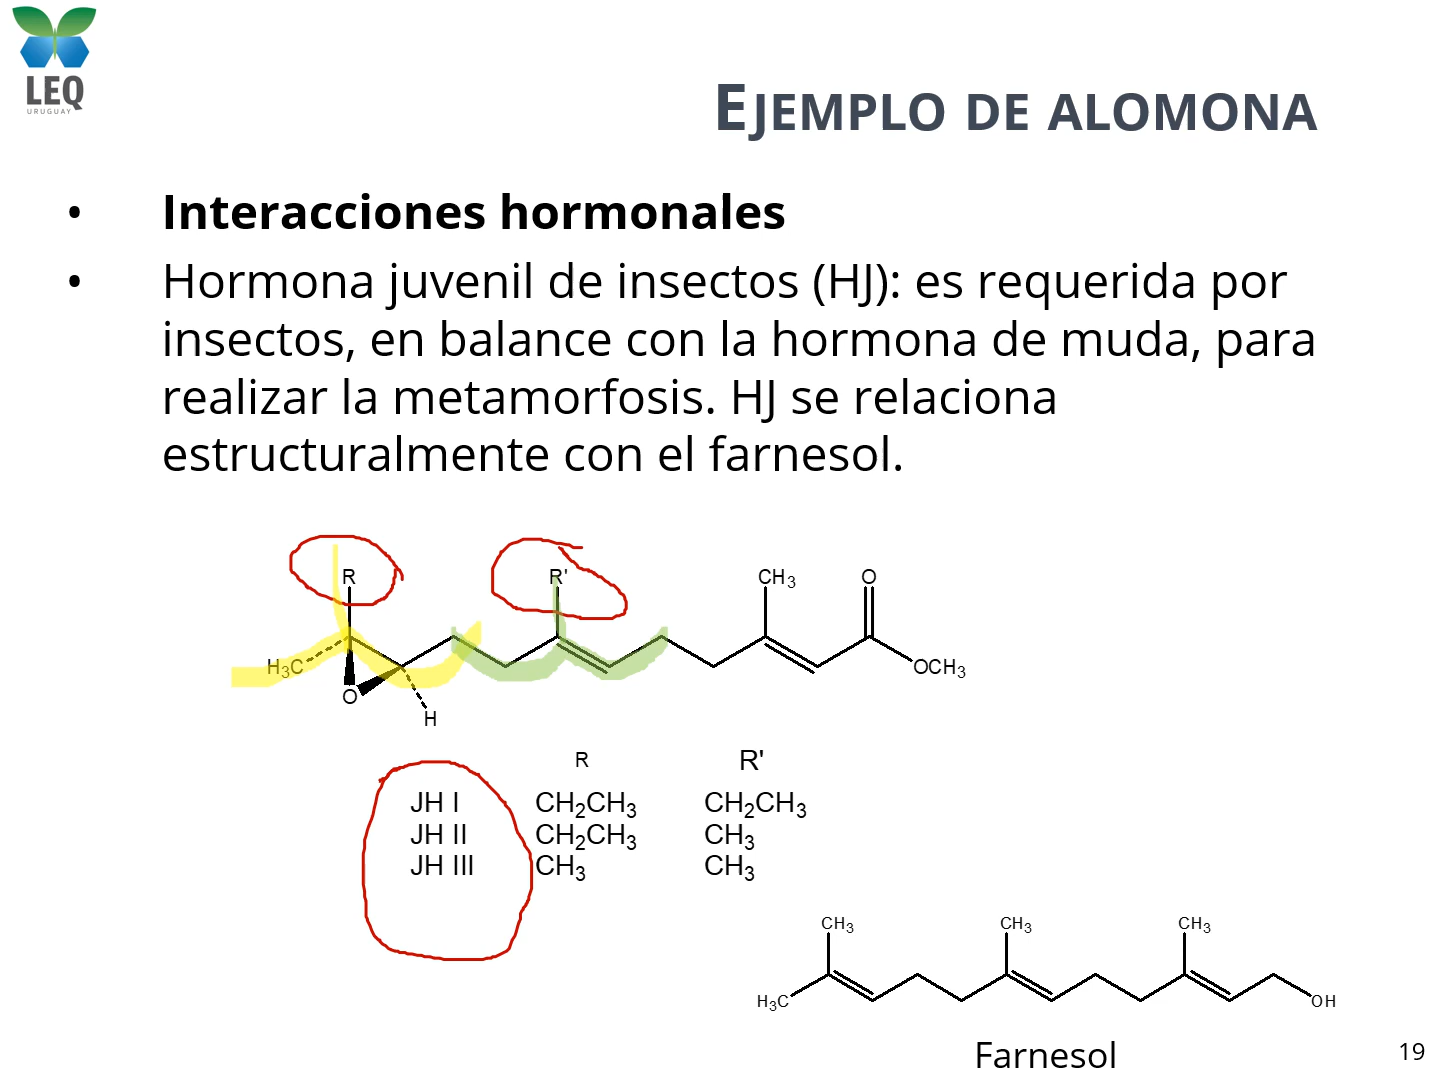 LEQ
URUGUAY
EJEMPLO DE ALOMONA
• Interacciones hormonales
• Hormona juvenil de insectos (HJ): es requerida por
insectos, en balance con la hormona de muda, para
realizar la metamorfosis. HJ se relaciona
estructuralmente con el farnesol.
R R' CH3 O
H3C OCH3
O
H
R R'
JH I CH2CH3 CH2CH3
JH II CH2CH3 CH3
JH III CH3 CH3
CH3 CH3 CH3
H3C OH
Farnesol
19